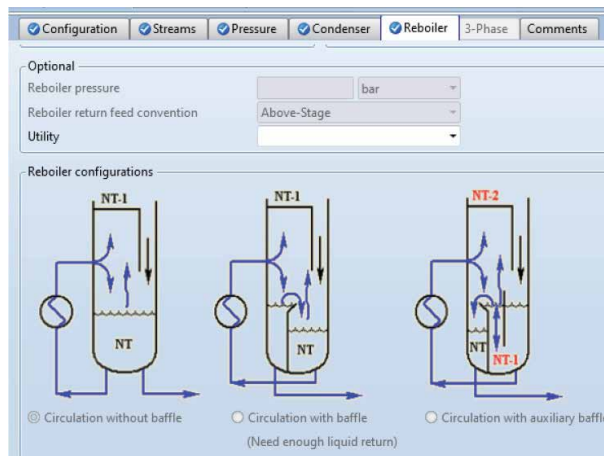 Configuration Streams Pressure Condenser Reboiler 3-Phase Comments
Optional
Reboiler pressure bar
Reboiler return feed convention Above-Stage
Utility
Reboiler configurations
NT-1 NT-1 NT-2
NT NT NT NT-1
Circulation without baffle Circulation with baffle Circulation with auxiliary baffle
(Need enough liquid return)